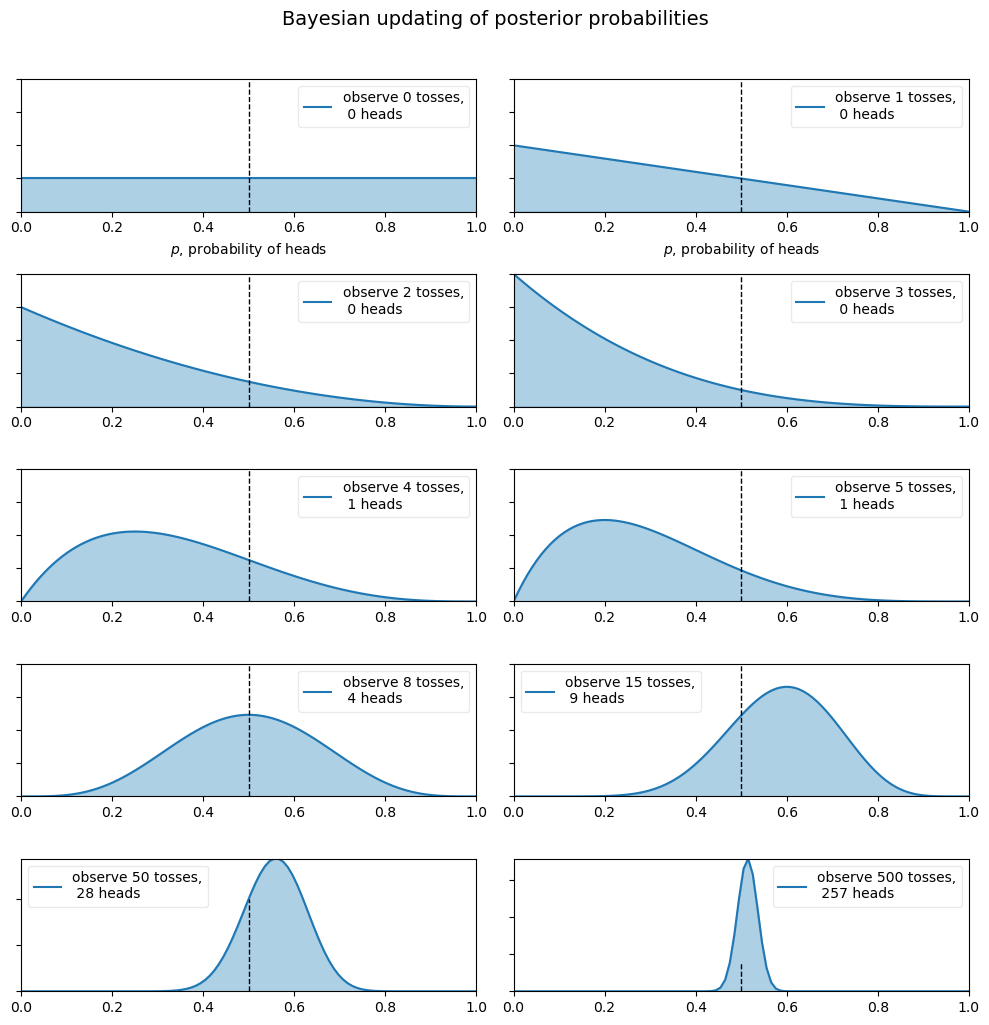 Bayesian updating of posterior probabilities
observe 0 tosses,
0 heads
0.0 0.2 0.4 0.6 0.8 1.0
p, probability of heads
observe 1 tosses,
0 heads
0.0 0.2 0.4 0.6 0.8 1.0
p, probability of heads
observe 2 tosses,
0 heads
0.0 0.2 0.4 0.6 0.8 1.0
observe 3 tosses,
0 heads
0.0 0.2 0.4 0.6 0.8 1.0
observe 4 tosses,
1 heads
0.0 0.2 0.4 0.6 0.8 1.0
observe 5 tosses,
1 heads
0.0 0.2 0.4 0.6 0.8 1.0
observe 8 tosses,
4 heads
0.0 0.2 0.4 0.6 0.8 1.0
observe 15 tosses,
9 heads
0.0 0.2 0.4 0.6 0.8 1.0
observe 50 tosses,
28 heads
0.0 0.2 0.4 0.6 0.8 1.0
observe 500 tosses,
257 heads
0.0 0.2 0.4 0.6 0.8 1.0